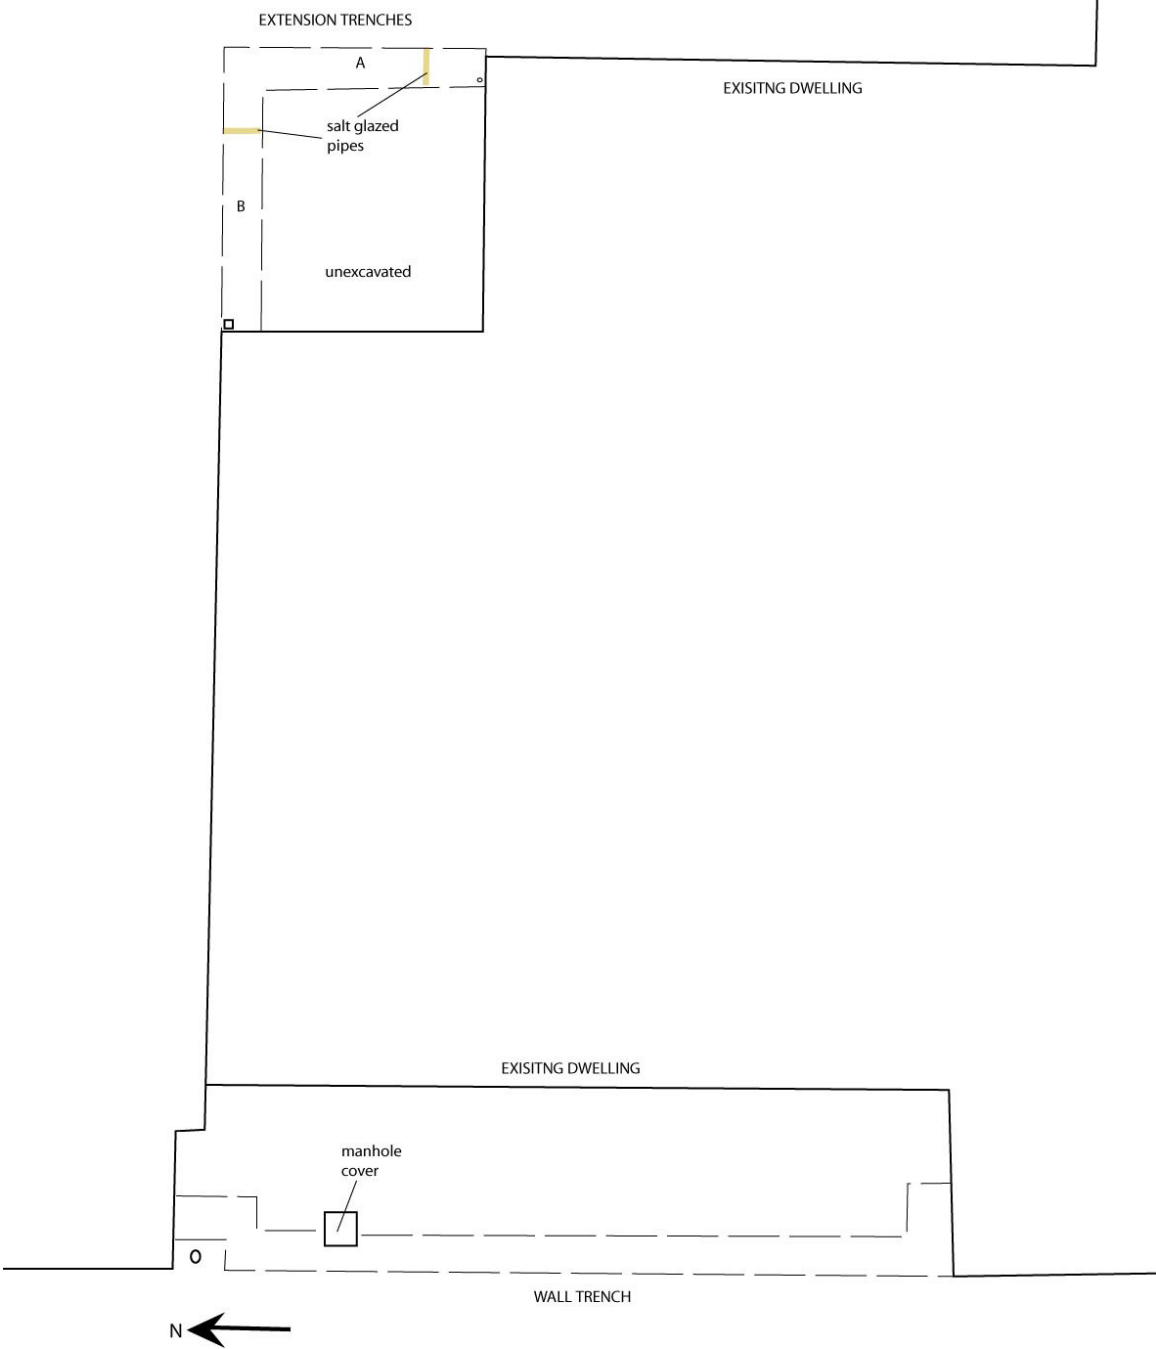 EXTENSION TRENCHES
A
EXISITNG DWELLING
salt glazed
pipes
B
unexcavated
EXISITNG DWELLING
manhole
cover
WALL TRENCH
N